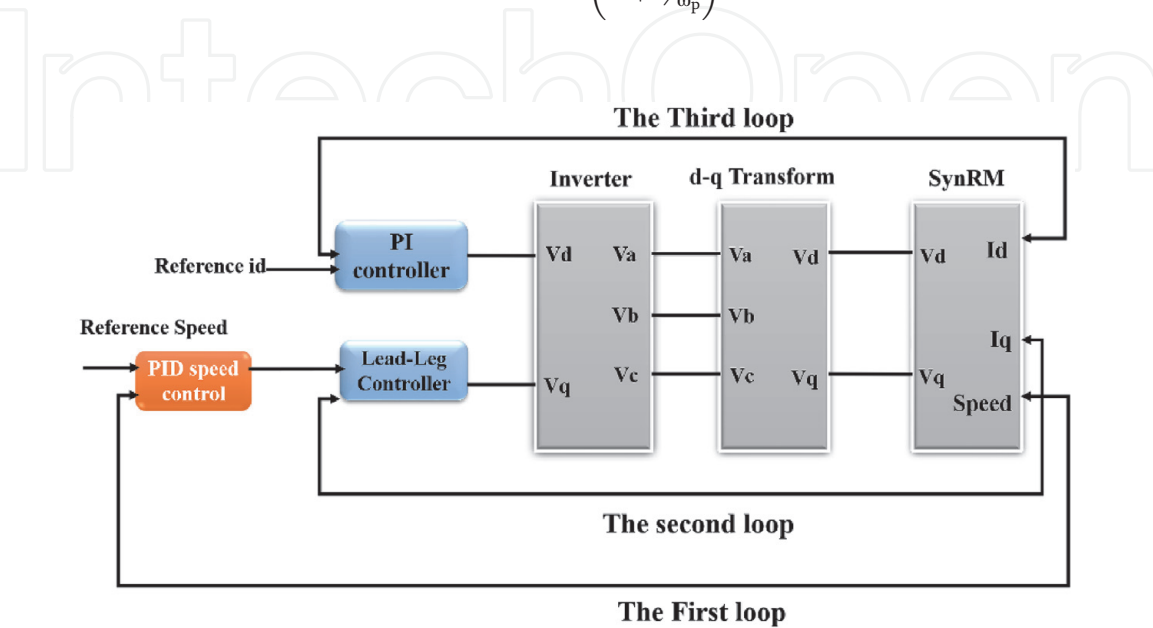 IntechOpen
ωp
The Third loop
Inverter
d-q Transform
SynRM
PI
controller
Reference id
Vd
Va
Va
Vd
Vd
Id
Vb
Vb
Reference Speed
PID speed
control
Lead-Leg
Controller
Vq
Vc
Vc
Vq
Vq
Iq
Speed
The second loop
The First loop